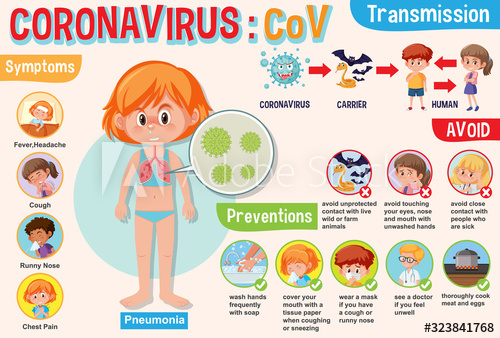 CORONAVIRUS : CoV
Transmission
Symptoms
Fever,Headache
Cough
Runny Nose
Chest Pain
Pneumonia
CORONAVIRUS
CARRIER
HUMAN
AVOID
avoid unprotected
contact with live
wild or farm
animals
avoid touching
your eyes, nose
and mouth with
unwashed hands
avoid close
contact with
people who
are sick
Preventions
wash hands
frequently
with soap
cover your
mouth with a
tissue paper
when coughing
or sneezing
wear a mask
if you have
a cough or
runny nose
see a doctor
if you feel
unwell
thoroughly cook
meat and eggs
Adobe Stock
#323841768